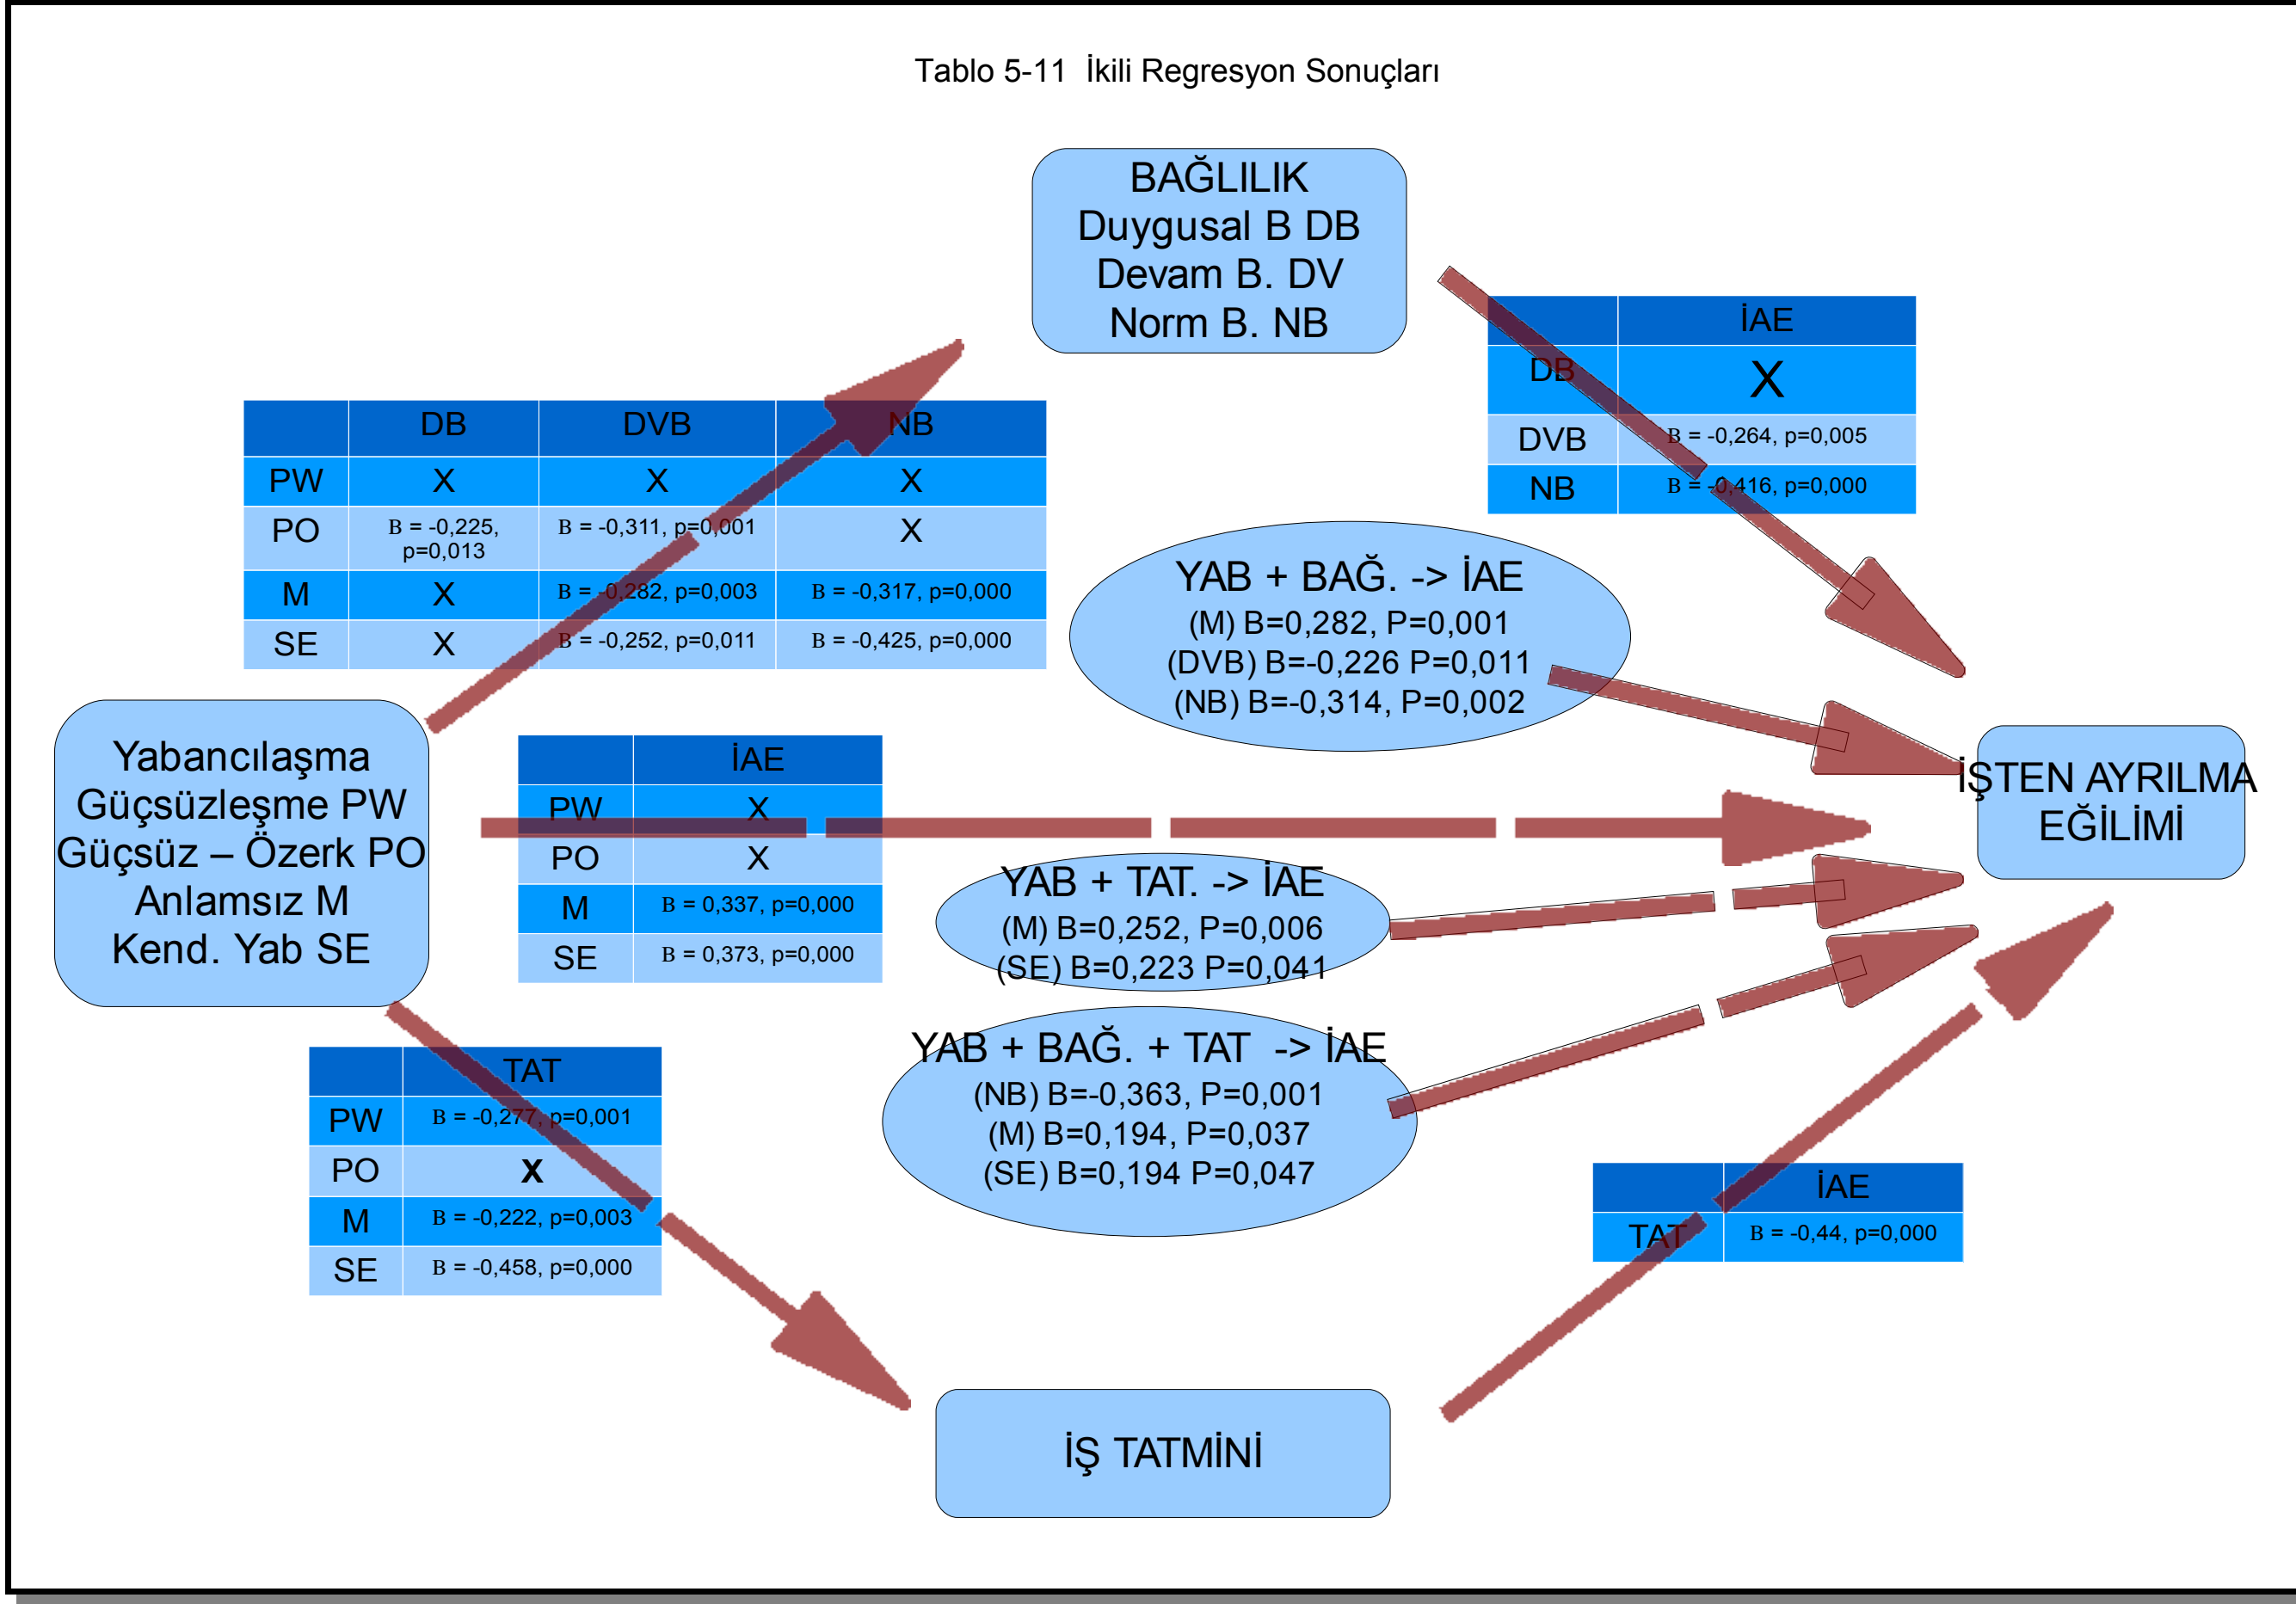 Tablo 5-11 İkili Regresyon Sonuçları
BAĞLILIK
Duygusal B DB
Devam B. DV
Norm B. NB
İAE
DB X
DVB B = -0,264, p=0,005
NB B = -0,416, p=0,000
DB DVB NB
PW X X X
PO B = -0,225, p=0,013 B = -0,311, p=0,001 X
M X B = -0,282, p=0,003 B = -0,317, p=0,000
SE X B = -0,252, p=0,011 B = -0,425, p=0,000
YAB + BAĞ. -> İAE
(M) B=0,282, P=0,001
(DVB) B=-0,226 P=0,011
(NB) B=-0,314, P=0,002
Yabancılaşma
Güçsüzleşme PW
Güçsüz – Özerk PO
Anlamsız M
Kend. Yab SE
İAE
PW X
PO X
M B = 0,337, p=0,000
SE B = 0,373, p=0,000
İŞTEN AYRILMA
EĞİLİMİ
YAB + TAT. -> İAE
(M) B=0,252, P=0,006
(SE) B=0,223 P=0,041
YAB + BAĞ. + TAT -> İAE
(NB) B=-0,363, P=0,001
(M) B=0,194, P=0,037
(SE) B=0,194 P=0,047
TAT
PW B = -0,277, p=0,001
PO X
M B = -0,222, p=0,003
SE B = -0,458, p=0,000
İAE
TAT B = -0,44, p=0,000
İŞ TATMİNİ